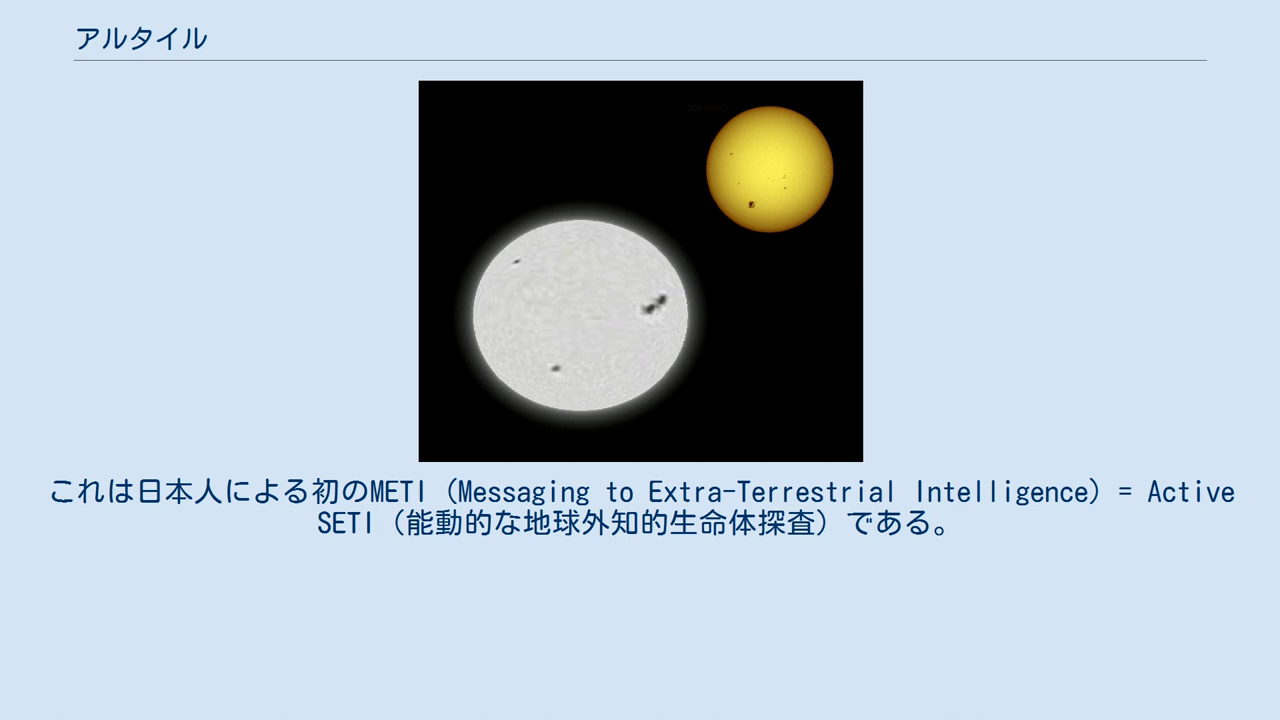 アルタイル
これは日本人による初のMETI（Messaging to Extra-Terrestrial Intelligence）= Active
SETI（能動的な地球外知的生命体探査）である。